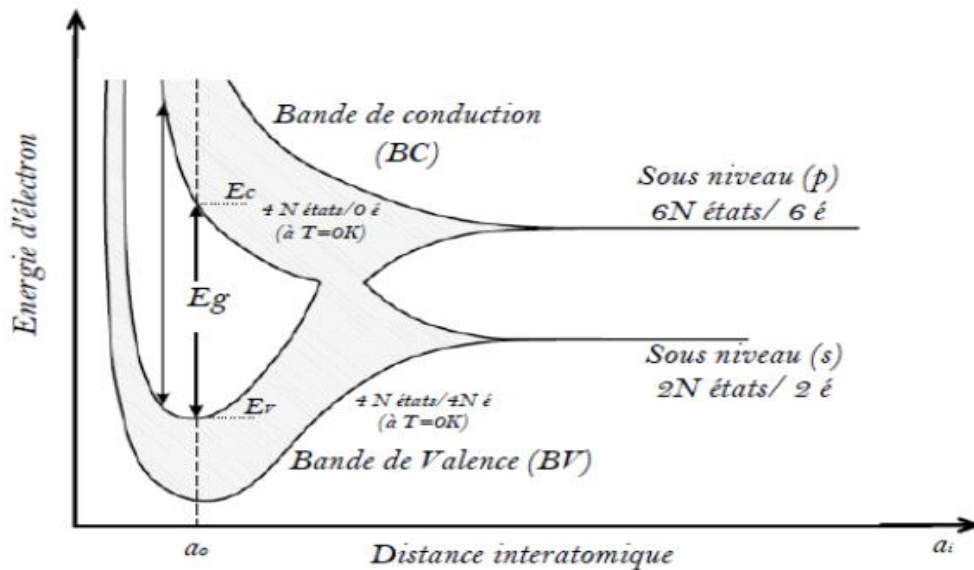 Energie d'électron
Bande de conduction
(BC)
Sous niveau (p)
6N états/ 6 é
Ec
4 N états/0 é
(à T=0K)
Eg
Sous niveau (s)
2N états/ 2 é
Ev
4 N états/4N é
(à T=0K)
Bande de Valence (BV)
a₀
Distance interatomique
aᵢ